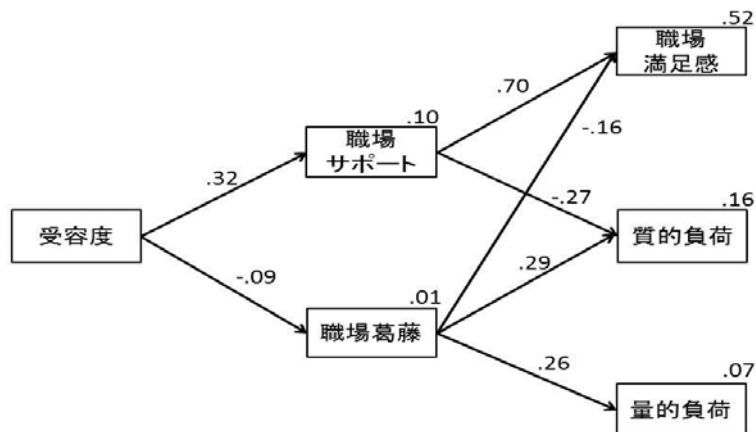 .52
職場
満足感
.70
-.16
.10
職場
サポート
.32
-.27
.16
受容度
質的負荷
.29
-.09
.01
職場葛藤
.26
.07
量的負荷